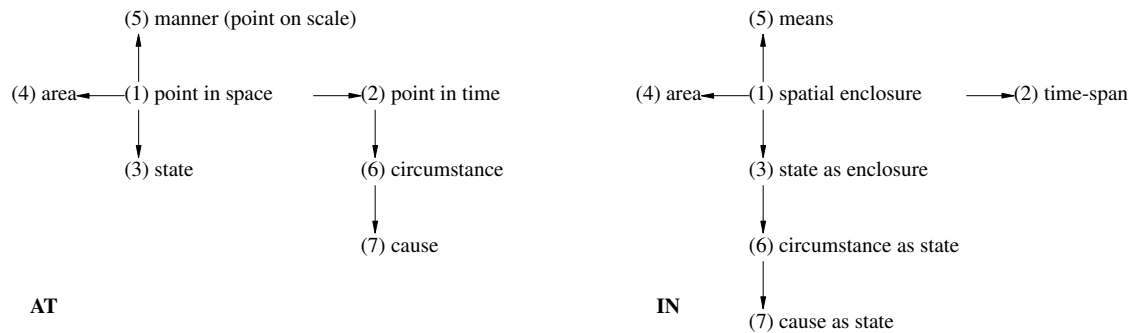 (5) manner (point on scale)
(4) area (1) point in space (2) point in time
(3) state (6) circumstance
(7) cause
AT
(5) means
(4) area (1) spatial enclosure (2) time-span
(3) state as enclosure
(6) circumstance as state
(7) cause as state
IN